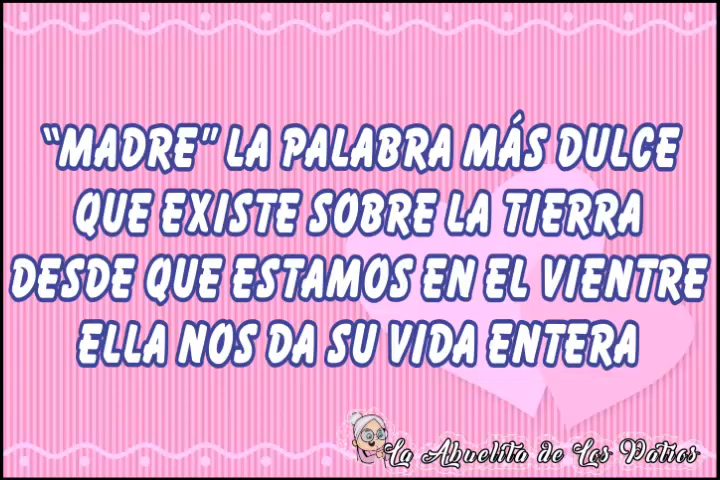 “MADRE” LA PALABRA MÁS DULCE
QUE EXISTE SOBRE LA TIERRA
DESDE QUE ESTAMOS EN EL VIENTRE
ELLA NOS DA SU VIDA ENTERA
La Abuelita de Los Patios